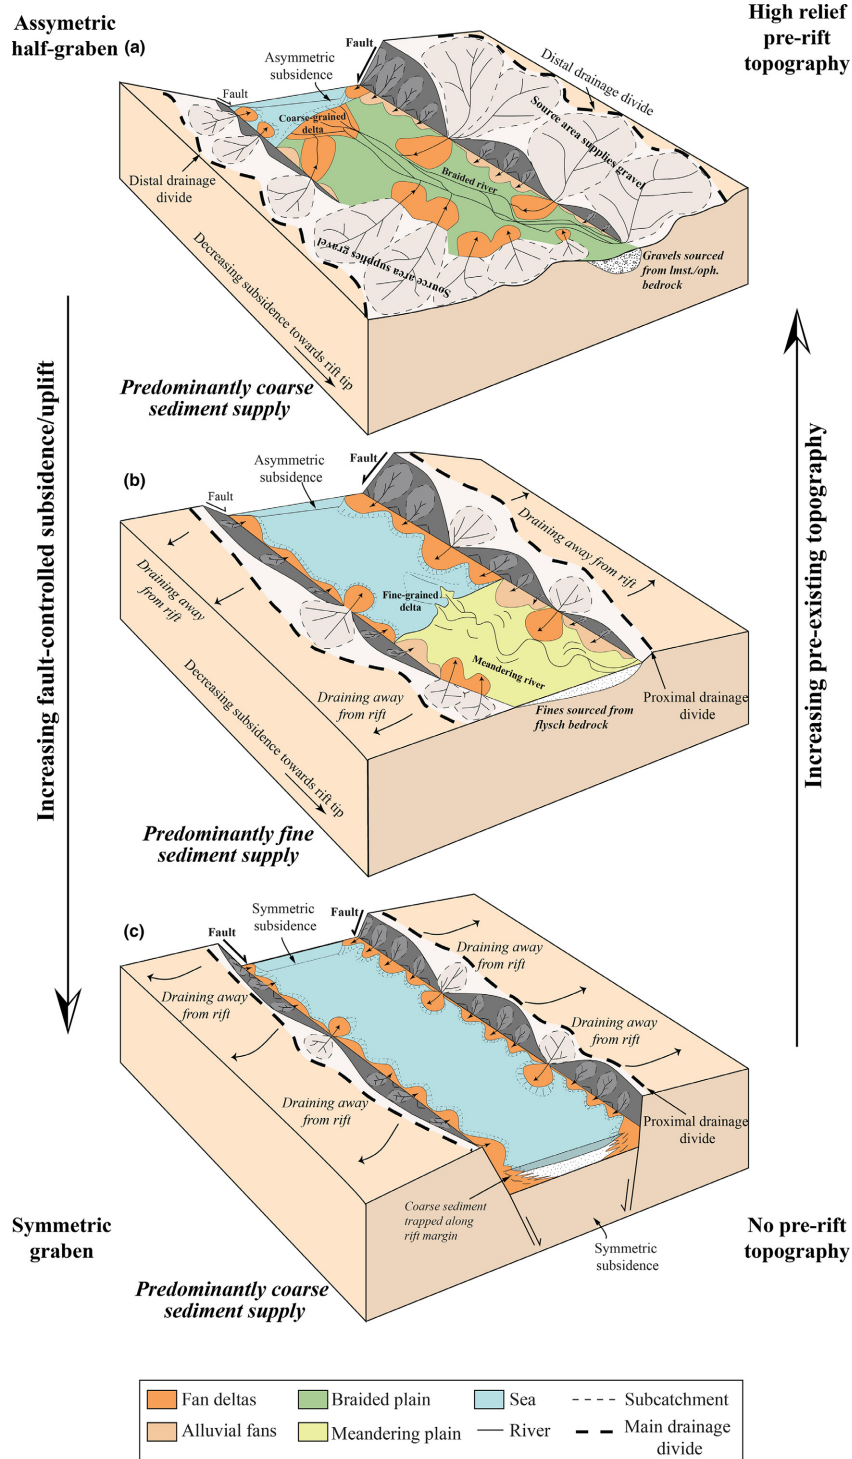 Assymetric
half-graben (a)
High relief
pre-rift
topography
Fault
Asymmetric
subsidence
Fault
Coarse-grained
delta
Distal drainage divide
Source area supplies gravel
Braided river
Distal drainage
divide
Source area supplies gravel
Gravels sourced
from lmst./oph.
bedrock
Decreasing subsidence towards rift tip
Predominantly coarse
sediment supply
Increasing fault-controlled subsidence/uplift
Increasing pre-existing topography
(b)
Asymmetric
subsidence
Fault
Fault
Draining away
from rift
Draining away from rift
Fine-grained
delta
Meandering river
Draining away
from rift
Proximal drainage
divide
Fines sourced from
flysch bedrock
Decreasing subsidence towards rift tip
Predominantly fine
sediment supply
(c)
Symmetric
subsidence
Fault
Fault
Draining away
from rift
Draining away
from rift
Draining away
from rift
Draining away
from rift
Proximal drainage
divide
Coarse sediment
trapped along
rift margin
Symmetric
subsidence
Symmetric
graben
No pre-rift
topography
Predominantly coarse
sediment supply
Fan deltas
Braided plain
Sea
Subcatchment
Alluvial fans
Meandering plain
River
Main drainage
divide